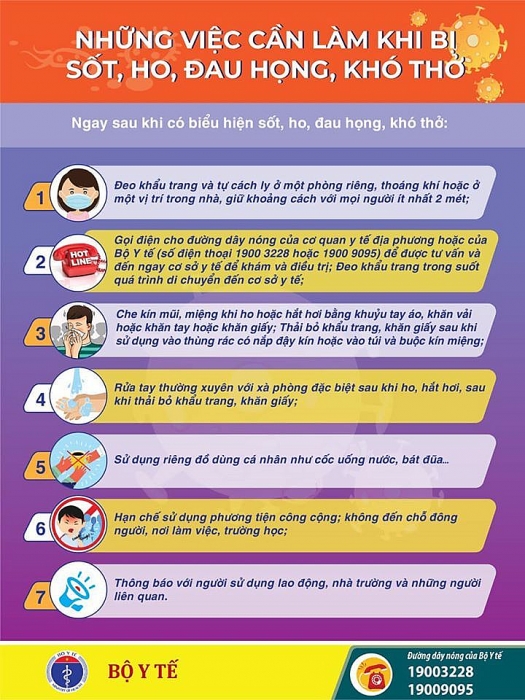 NHỮNG VIỆC CẦN LÀM KHI BỊ
SỐT, HO, ĐAU HỌNG, KHÓ THỞ
Ngay sau khi có biểu hiện sốt, ho, đau họng, khó thở:
1
Đeo khẩu trang và tự cách ly ở một phòng riêng, thoáng khí hoặc ở
một vị trí trong nhà, giữ khoảng cách với mọi người ít nhất 2 mét;
2
HOT
LINE
Gọi điện cho đường dây nóng của cơ quan y tế địa phương hoặc của
Bộ Y tế (số điện thoại 1900 3228 hoặc 1900 9095) để được tư vấn và
đến ngay cơ sở y tế để khám và điều trị; Đeo khẩu trang trong suốt
quá trình di chuyển đến cơ sở y tế;
3
Che kín mũi, miệng khi ho hoặc hắt hơi bằng khuỷu tay áo, khăn vải
hoặc khăn tay hoặc khăn giấy; Thải bỏ khẩu trang, khăn giấy sau khi
sử dụng vào thùng rác có nắp đậy kín hoặc vào túi và buộc kín miệng;
4
Rửa tay thường xuyên với xà phòng đặc biệt sau khi ho, hắt hơi, sau
khi thải bỏ khẩu trang, khăn giấy;
5
Sử dụng riêng đồ dùng cá nhân như cốc uống nước, bát đũa...
6
Hạn chế sử dụng phương tiện công cộng; không đến chỗ đông
người, nơi làm việc, trường học;
7
Thông báo với người sử dụng lao động, nhà trường và những người
liên quan.
BỘ Y TẾ
BỘ Y TẾ
Đường dây nóng của Bộ Y tế
19003228
19009095